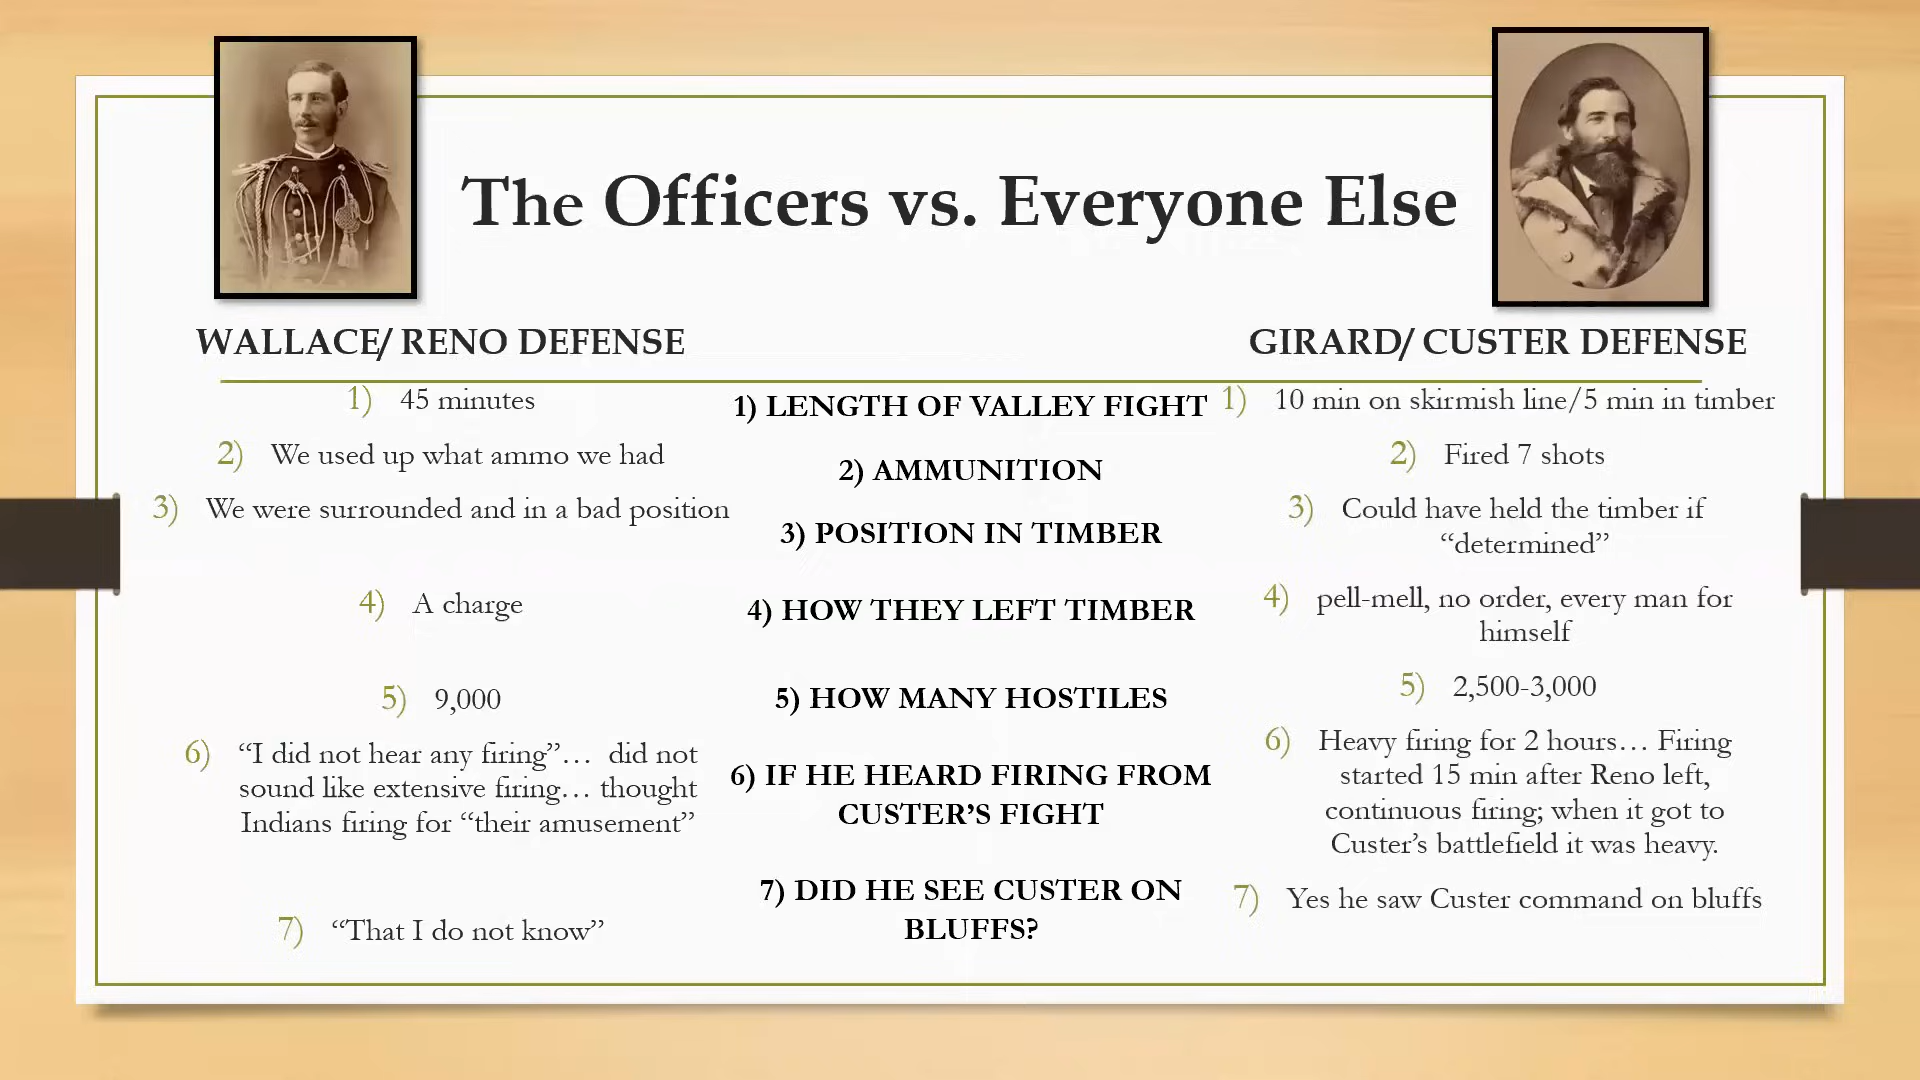 The Officers vs. Everyone Else
WALLACE/ RENO DEFENSE
1) 45 minutes
2) We used up what ammo we had
3) We were surrounded and in a bad position
4) A charge
5) 9,000
6) “I did not hear any firing”… did not
sound like extensive firing… thought
Indians firing for “their amusement”
7) “That I do not know”
1) LENGTH OF VALLEY FIGHT
2) AMMUNITION
3) POSITION IN TIMBER
4) HOW THEY LEFT TIMBER
5) HOW MANY HOSTILES
6) IF HE HEARD FIRING FROM
CUSTER’S FIGHT
7) DID HE SEE CUSTER ON
BLUFFS?
GIRARD/ CUSTER DEFENSE
1) 10 min on skirmish line/5 min in timber
2) Fired 7 shots
3) Could have held the timber if
“determined”
4) pell-mell, no order, every man for
himself
5) 2,500-3,000
6) Heavy firing for 2 hours… Firing
started 15 min after Reno left,
continuous firing; when it got to
Custer’s battlefield it was heavy.
7) Yes he saw Custer command on bluffs